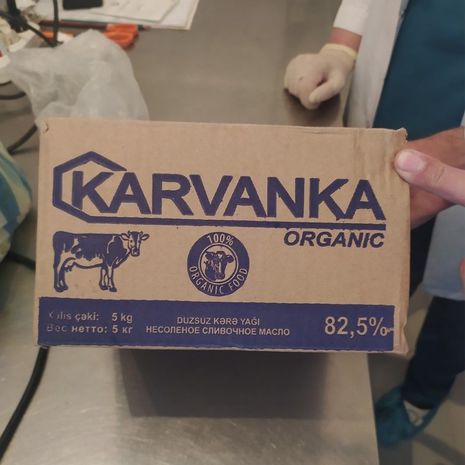 KARVANKA
ORGANIC
100%
ORGANIC FOOD
Xalis çəki: 5 kg
Вес нетто: 5 кг
DUZSUZ KƏRƏ YAĞI
НЕСОЛЕНОЕ СЛИВОЧНОЕ МАСЛО
82,5%